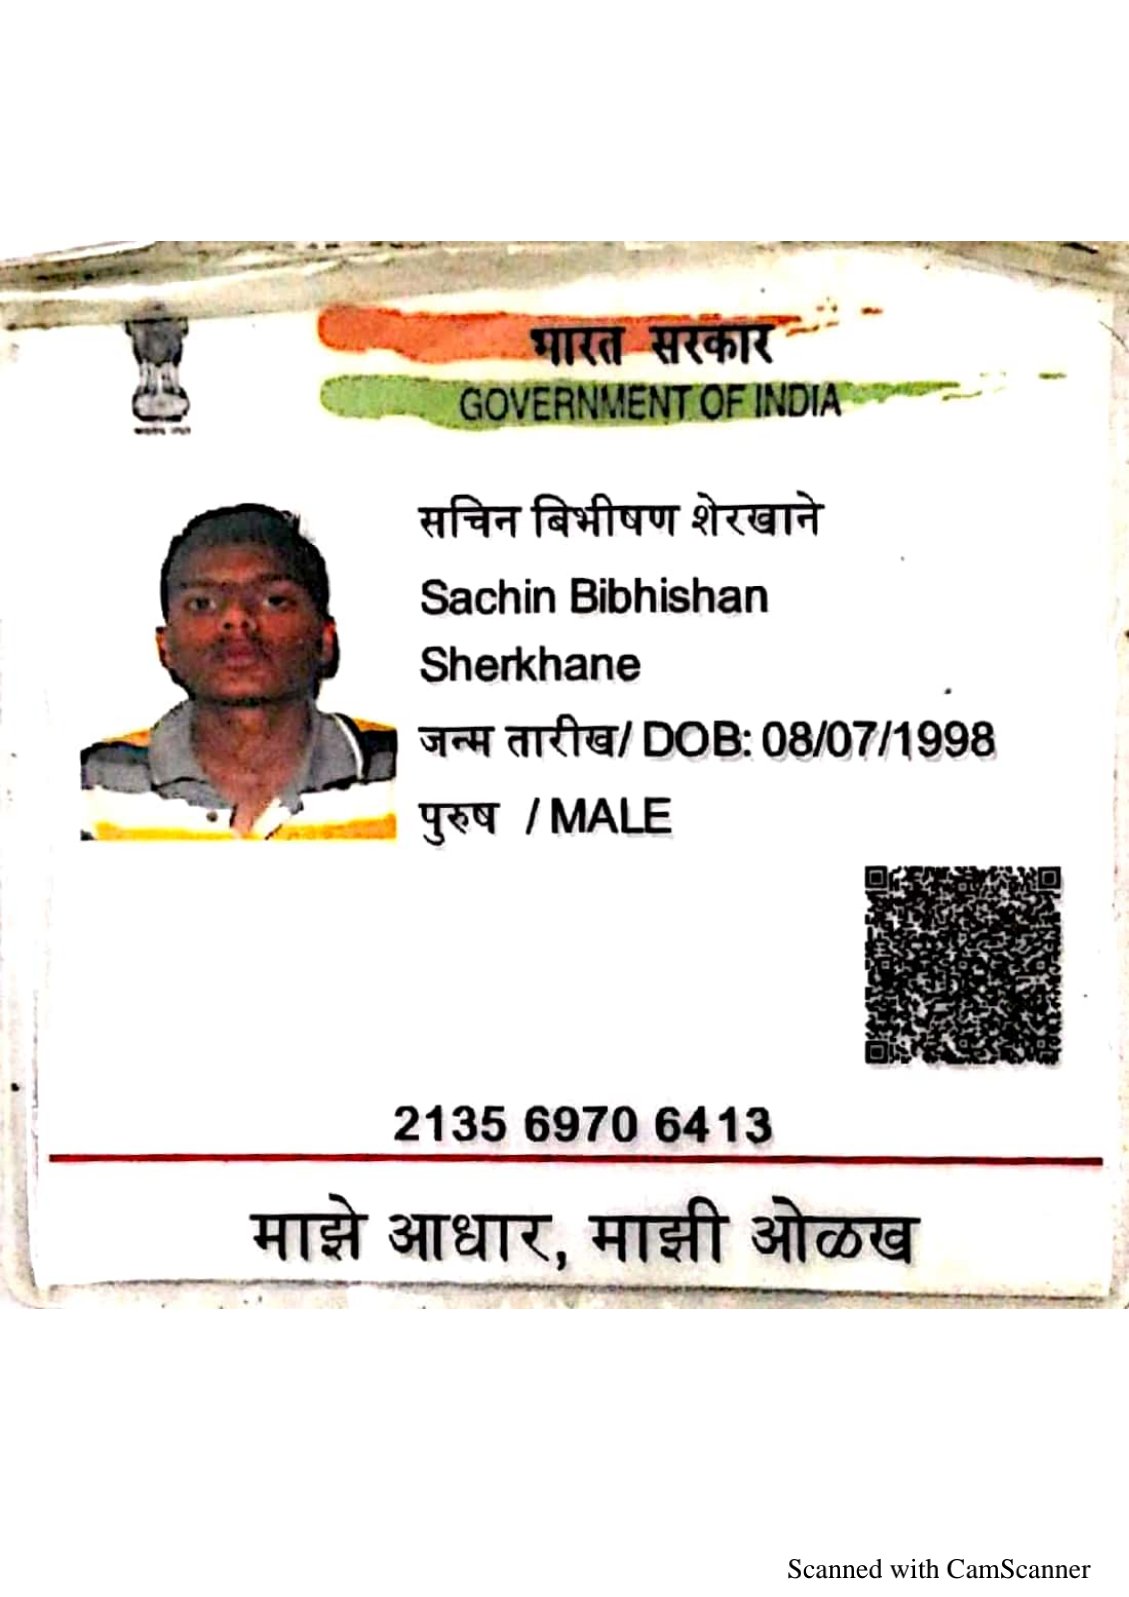 भारत सरकार
GOVERNMENT OF INDIA
सचिन बिभीषण शेरखाने
Sachin Bibhishan
Sherkhane
जन्म तारीख/ DOB: 08/07/1998
पुरुष / MALE
2135 6970 6413
माझे आधार, माझी ओळख
Scanned with CamScanner